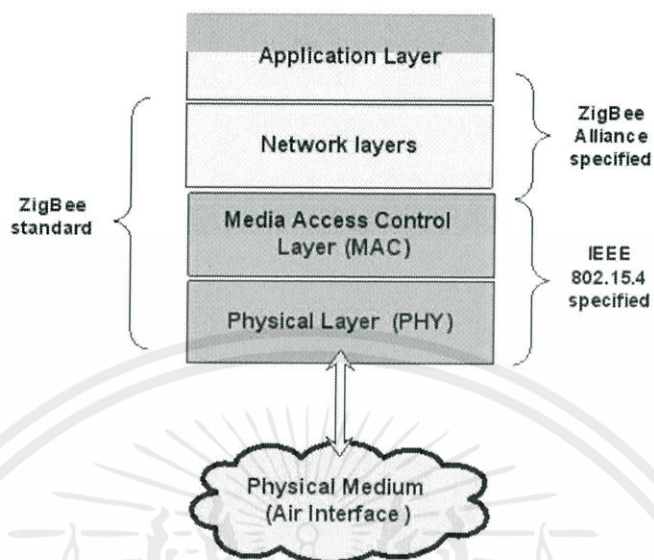 Application Layer
Network layers
Media Access Control
Layer (MAC)
Physical Layer (PHY)
ZigBee
standard
ZigBee
Alliance
specified
IEEE
802.15.4
specified
Physical Medium
(Air Interface)